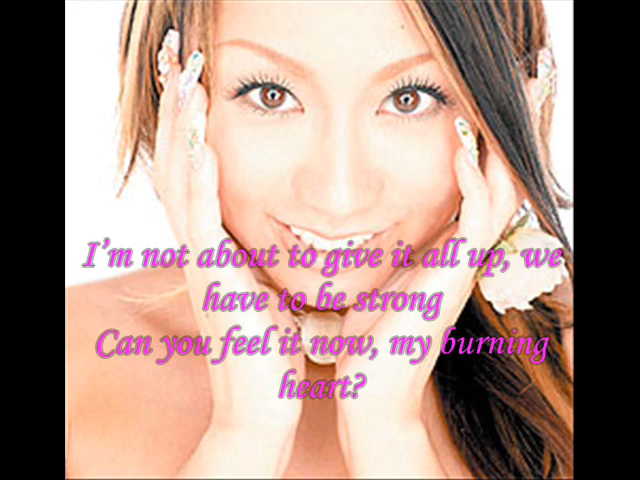 I'm not about to give it all up, we
have to be strong
Can you feel it now, my burning
heart?